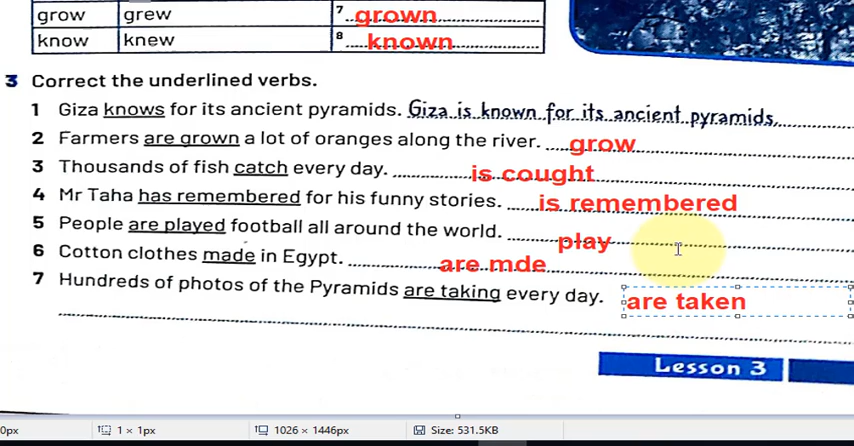 grow grew 7 grown
know knew 8 known
3 Correct the underlined verbs.
1 Giza knows for its ancient pyramids. Giza is known for its ancient pyramids.
2 Farmers are grown a lot of oranges along the river. grow
3 Thousands of fish catch every day. is cought
4 Mr Taha has remembered for his funny stories. is remembered
5 People are played football all around the world. play
6 Cotton clothes made in Egypt. are mde
7 Hundreds of photos of the Pyramids are taking every day. are taken
Lesson 3
0px 1 × 1px 1026 × 1446px Size: 531.5KB